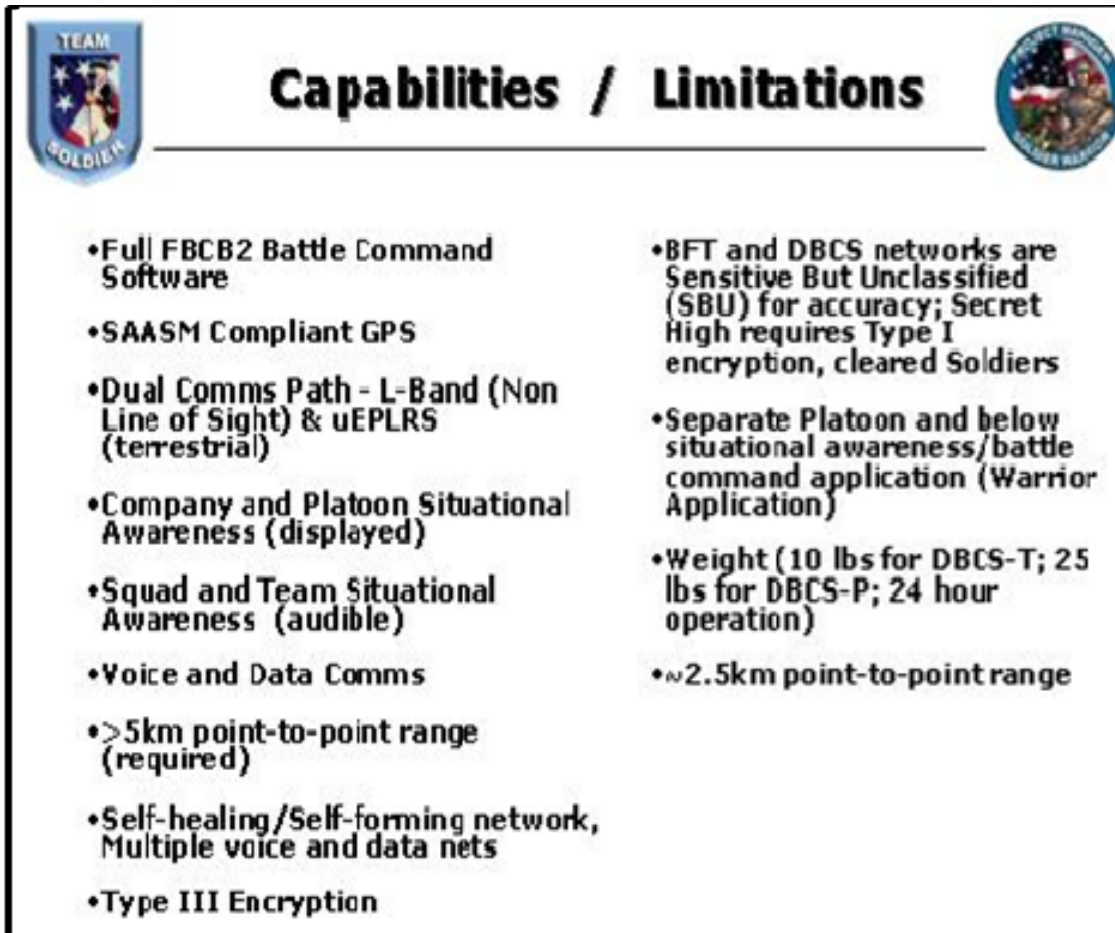 TEAM
SOLDIER
Capabilities / Limitations
PROJECT MANAGER
SOLDIER WARRIOR
•Full FBCB2 Battle Command
Software
•SAASM Compliant GPS
•Dual Comms Path - L-Band (Non
Line of Sight) & uEPLRS
(terrestrial)
•Company and Platoon Situational
Awareness (displayed)
•Squad and Team Situational
Awareness (audible)
•Voice and Data Comms
•>5km point-to-point range
(required)
•Self-healing/Self-forming network,
Multiple voice and data nets
•Type III Encryption
•BFT and DBCS networks are
Sensitive But Unclassified
(SBU) for accuracy; Secret
High requires Type I
encryption, cleared Soldiers
•Separate Platoon and below
situational awareness/battle
command application (Warrior
Application)
•Weight (10 lbs for DBCS-T; 25
lbs for DBCS-P; 24 hour
operation)
•~2.5km point-to-point range